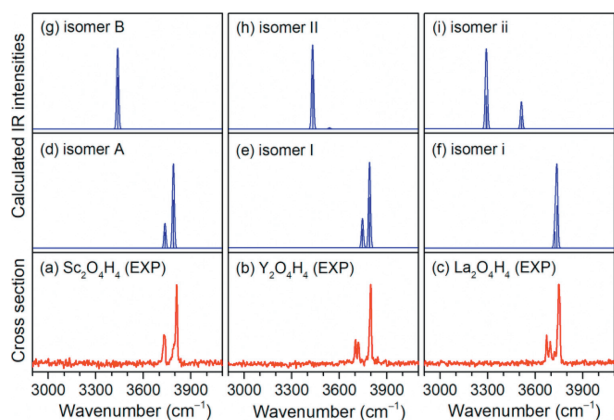 Calculated IR intensities
Cross section
(g) isomer B
(h) isomer II
(i) isomer ii
(d) isomer A
(e) isomer I
(f) isomer i
(a) Sc₂O₄H₄ (EXP)
(b) Y₂O₄H₄ (EXP)
(c) La₂O₄H₄ (EXP)
3000 3300 3600 3900 3000 3300 3600 3900 3000 3300 3600 3900
Wavenumber (cm⁻¹) Wavenumber (cm⁻¹) Wavenumber (cm⁻¹)